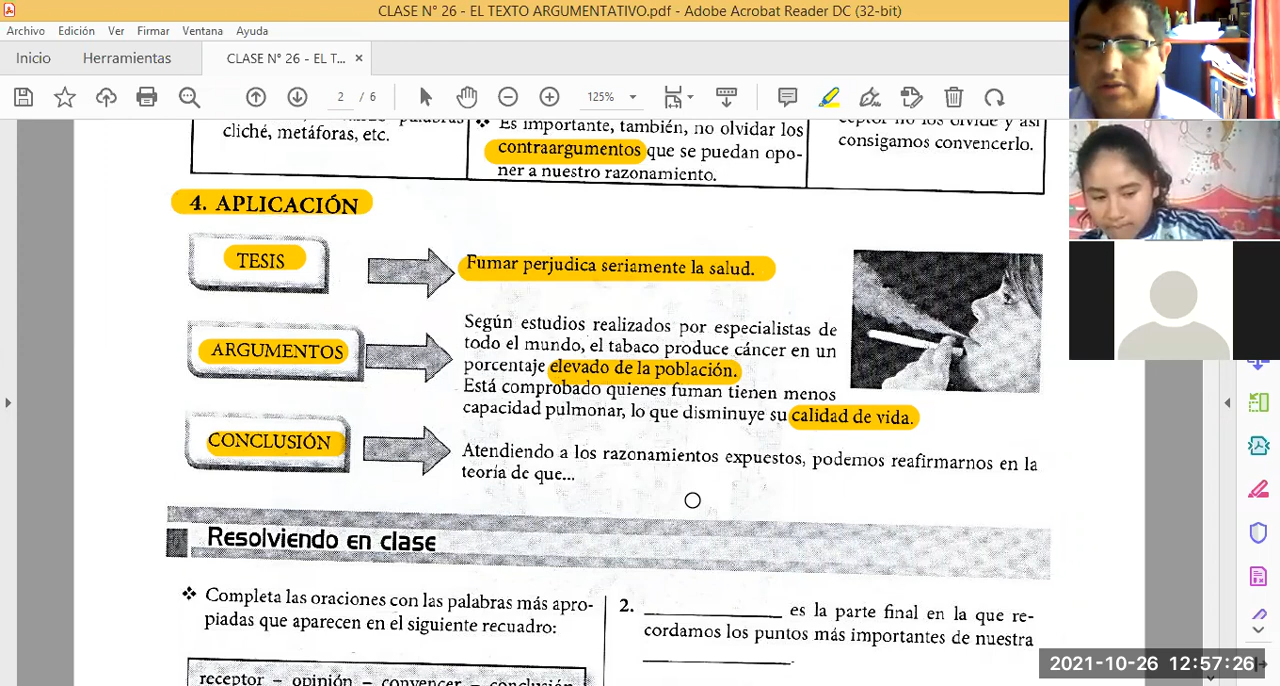 CLASE N° 26 - EL TEXTO ARGUMENTATIVO.pdf - Adobe Acrobat Reader DC (32-bit)
Archivo Edición Ver Firmar Ventana Ayuda
Inicio Herramientas CLASE N° 26 - EL T... ×
2 / 6 125%
cliché, metáforas, etc.
❖ Es importante, también, no olvidar los
contraargumentos que se puedan opo-
ner a nuestro razonamiento.
consigamos convencerlo.
4. APLICACIÓN
TESIS
Fumar perjudica seriamente la salud.
ARGUMENTOS
Según estudios realizados por especialistas de
todo el mundo, el tabaco produce cáncer en un
porcentaje elevado de la población.
Está comprobado quienes fuman tienen menos
capacidad pulmonar, lo que disminuye su calidad de vida.
CONCLUSIÓN
Atendiendo a los razonamientos expuestos, podemos reafirmarnos en la
teoría de que...
Resolviendo en clase
❖ Completa las oraciones con las palabras más apro-
piadas que aparecen en el siguiente recuadro:
receptor – opinión – convencer – conclusión
2. ______________ es la parte final en la que re-
cordamos los puntos más importantes de nuestra
_______________.
2021-10-26 12:57:26